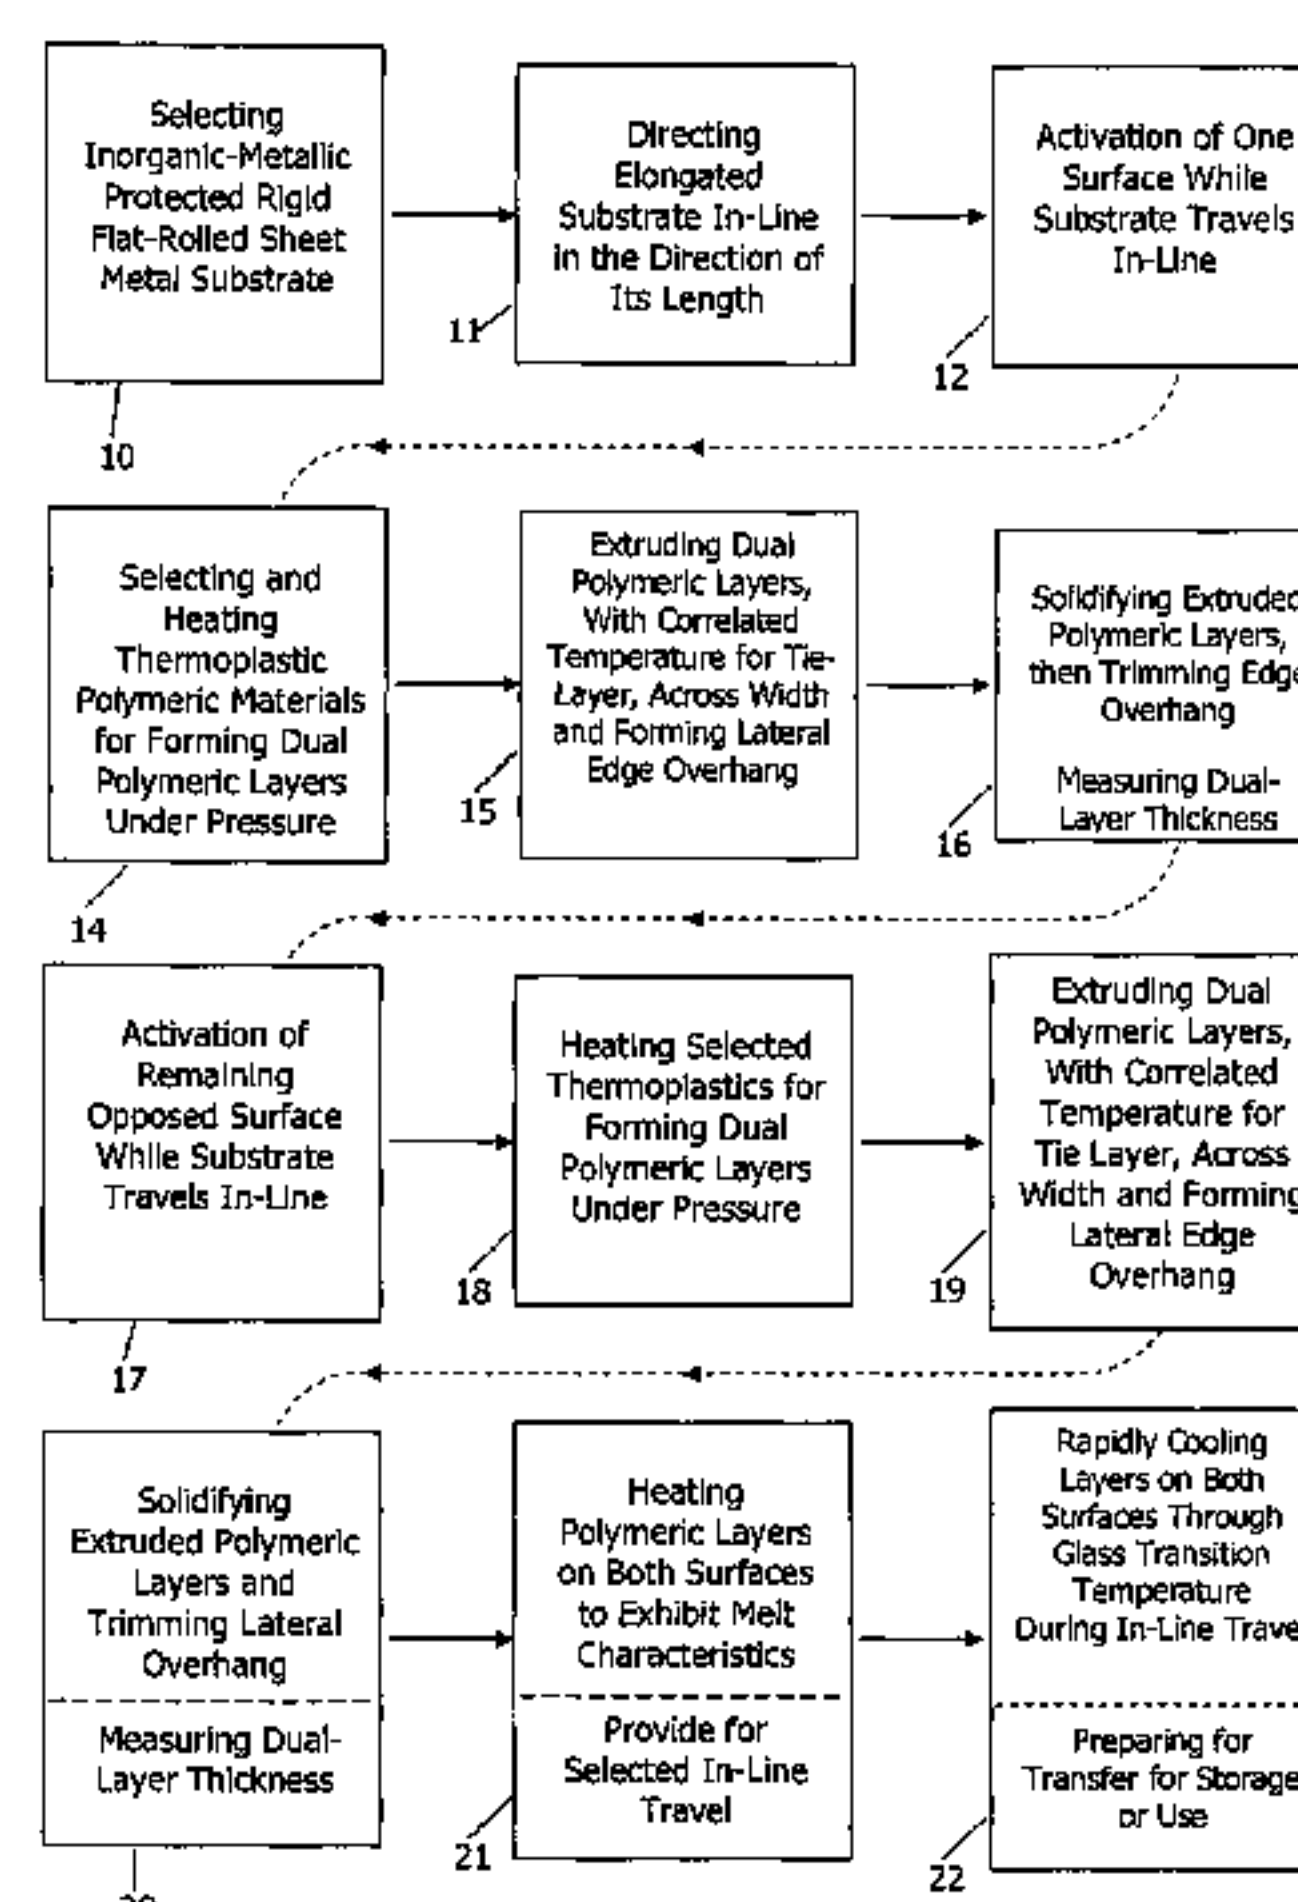 Selecting
Inorganic-Metallic
Protected Rigid
Flat-Rolled Sheet
Metal Substrate
10
Directing
Elongated
Substrate In-Line
in the Direction of
Its Length
11
Activation of One
Surface While
Substrate Travels
In-Line
12
Selecting and
Heating
Thermoplastic
Polymeric Materials
for Forming Dual
Polymeric Layers
Under Pressure
14
Extruding Dual
Polymeric Layers,
With Correlated
Temperature for Tie-
Layer, Across Width
and Forming Lateral
Edge Overhang
15
Solidifying Extruded
Polymeric Layers,
then Trimming Edge
Overhang
Measuring Dual-
Layer Thickness
16
Activation of
Remaining
Opposed Surface
While Substrate
Travels In-Line
17
Heating Selected
Thermoplastics for
Forming Dual
Polymeric Layers
Under Pressure
18
Extruding Dual
Polymeric Layers,
With Correlated
Temperature for
Tie Layer, Across
Width and Forming
Lateral Edge
Overhang
19
Solidifying
Extruded Polymeric
Layers and
Trimming Lateral
Overhang
Measuring Dual-
Layer Thickness
Heating
Polymeric Layers
on Both Surfaces
to Exhibit Melt
Characteristics
Provide for
Selected In-Line
Travel
21
Rapidly Cooling
Layers on Both
Surfaces Through
Glass Transition
Temperature
During In-Line Travel
Preparing for
Transfer for Storage
or Use
22